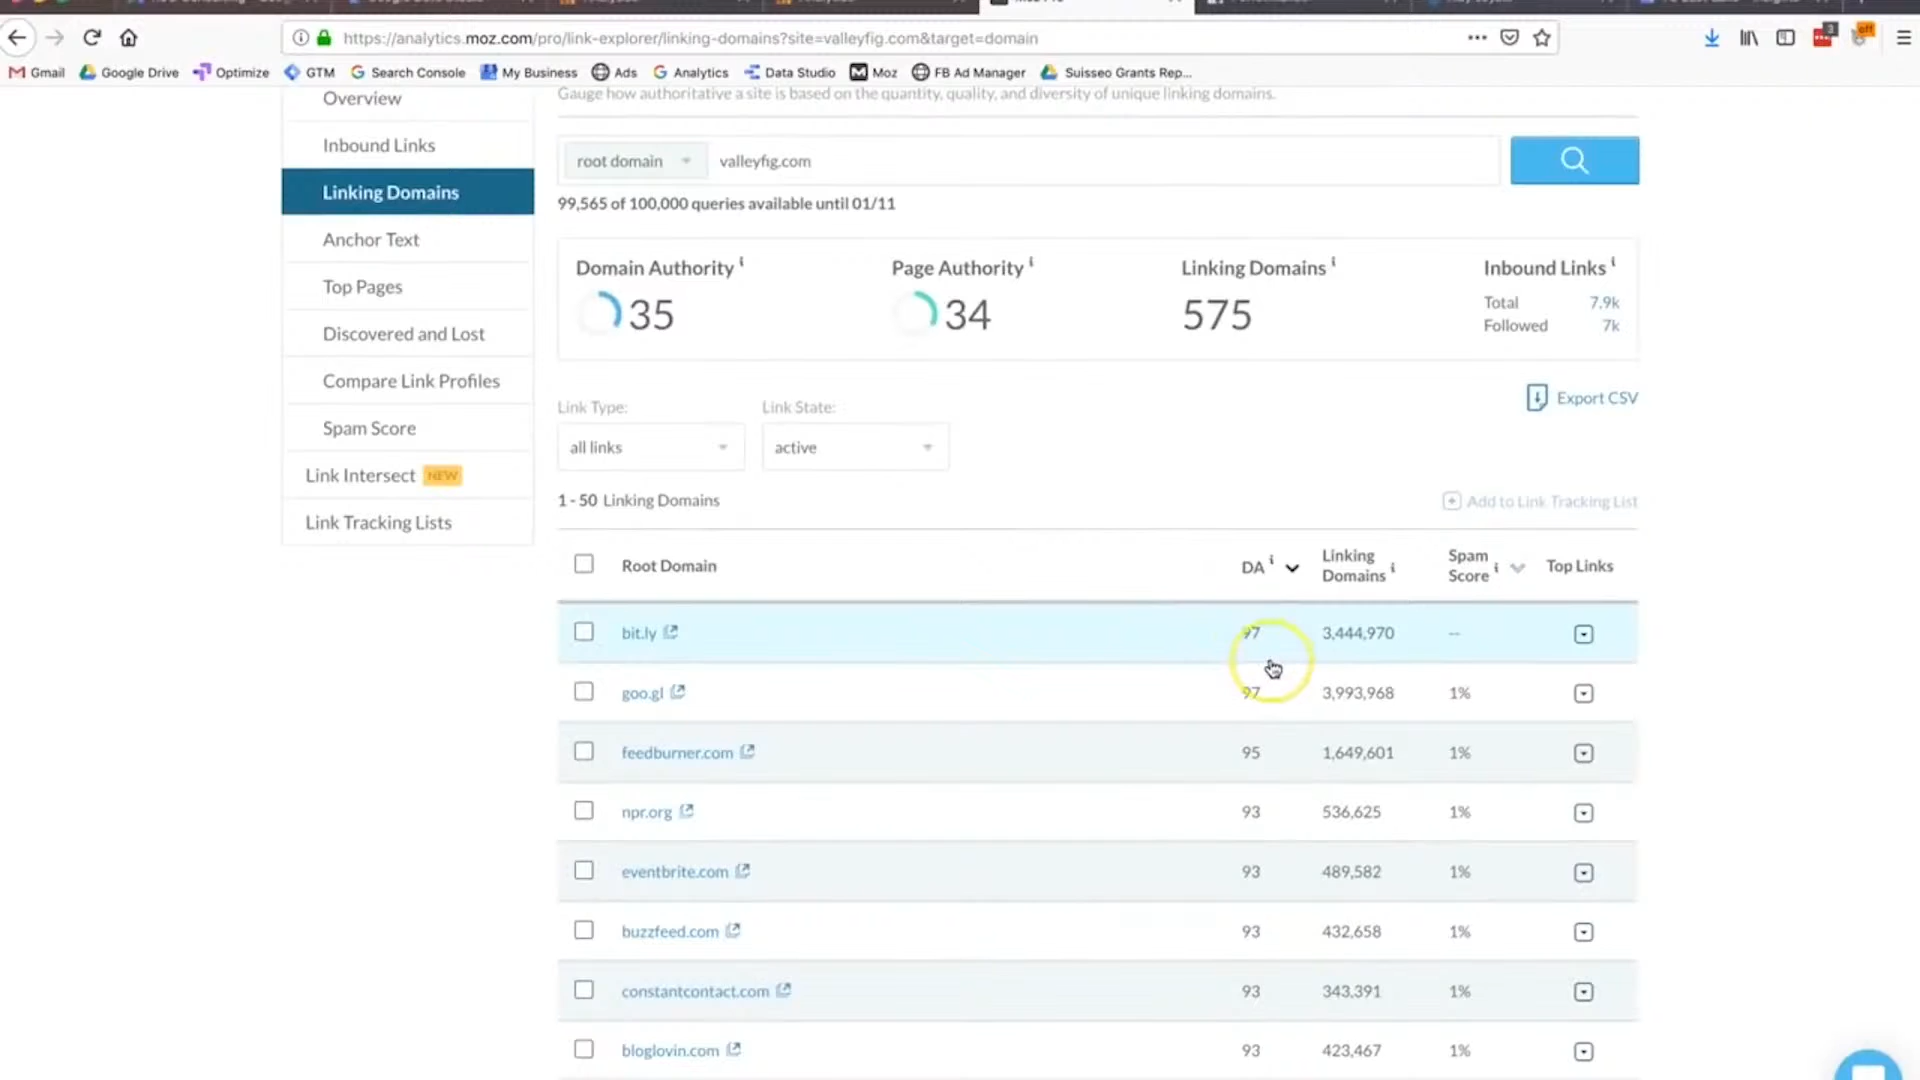 https://analytics.moz.com/pro/link-explorer/linking-domains?site=valleyfig.com&target=domain
3
off
Gmail Google Drive Optimize GTM Search Console My Business Ads Analytics Data Studio Moz FB Ad Manager Suisseo Grants Rep...
Overview
Inbound Links
Linking Domains
Anchor Text
Top Pages
Discovered and Lost
Compare Link Profiles
Spam Score
Link Intersect NEW
Link Tracking Lists
Gauge how authoritative a site is based on the quantity, quality, and diversity of unique linking domains.
root domain valleyfig.com
99,565 of 100,000 queries available until 01/11
Domain Authority i Page Authority i Linking Domains i Inbound Links i
35 34 575
Total 7.9k
Followed 7k
Export CSV
Link Type: Link State:
all links active
1 - 50 Linking Domains Add to Link Tracking List
Root Domain DA i Linking Domains i Spam Score i Top Links
bit.ly 97 3,444,970 --
goo.gl 97 3,993,968 1%
feedburner.com 95 1,649,601 1%
npr.org 93 536,625 1%
eventbrite.com 93 489,582 1%
buzzfeed.com 93 432,658 1%
constantcontact.com 93 343,391 1%
bloglovin.com 93 423,467 1%